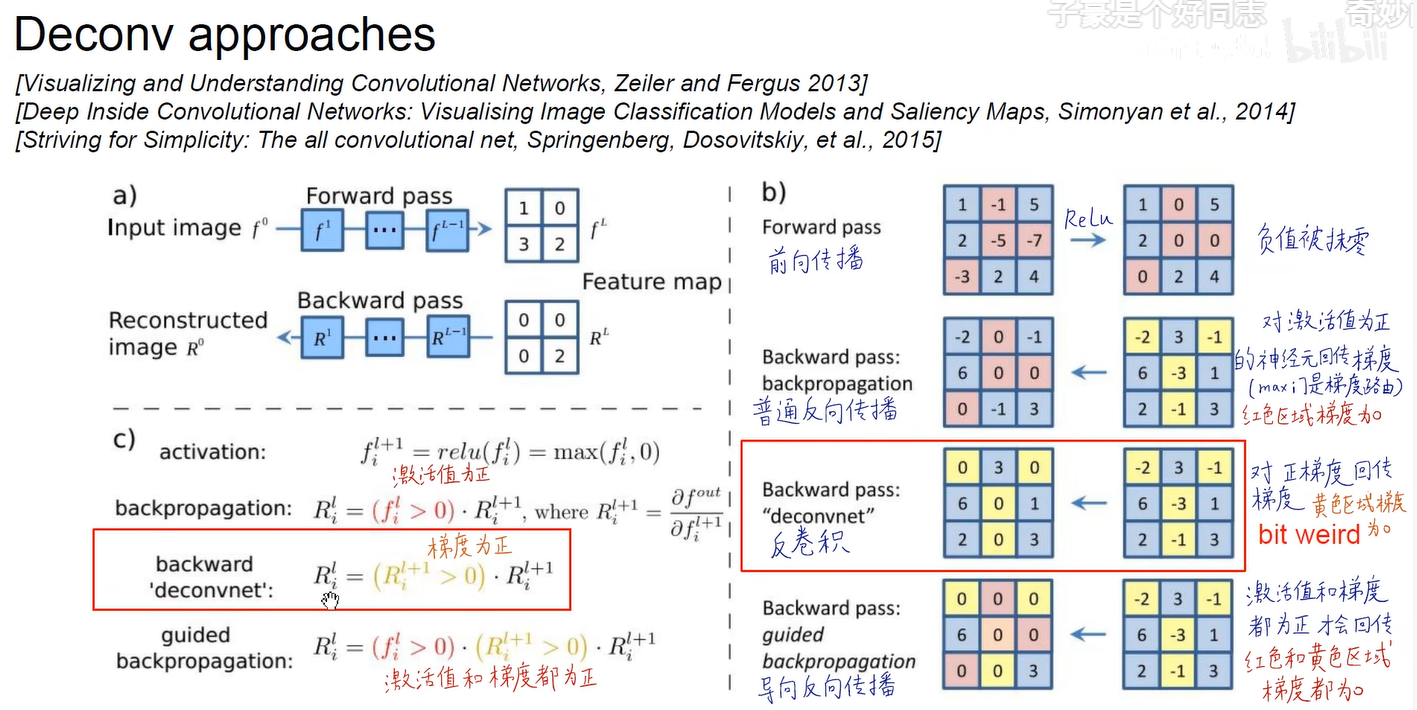 子豪是个好同志
奇妙
bilibili
Deconv approaches
[Visualizing and Understanding Convolutional Networks, Zeiler and Fergus 2013]
[Deep Inside Convolutional Networks: Visualising Image Classification Models and Saliency Maps, Simonyan et al., 2014]
[Striving for Simplicity: The all convolutional net, Springenberg, Dosovitskiy, et al., 2015]
a)
Forward pass
Input image f⁰
f¹ ... fᴸ⁻¹
1 0
3 2
fᴸ
Feature map
Backward pass
Reconstructed
image R⁰
R¹ ... Rᴸ⁻¹
0 0
0 2
Rᴸ
c)
activation: f_i^{l+1} = relu(f_i^l) = max(f_i^l, 0)
激活值为正
backpropagation: R_i^l = (f_i^l > 0) · R_i^{l+1}, where R_i^{l+1} = ∂f^{out} / ∂f_i^{l+1}
梯度为正
backward
'deconvnet': R_i^l = (R_i^{l+1} > 0) · R_i^{l+1}
guided
backpropagation: R_i^l = (f_i^l > 0) · (R_i^{l+1} > 0) · R_i^{l+1}
激活值和梯度都为正
b)
Forward pass
前向传播
1 -1 5
2 -5 -7
-3 2 4
Relu
1 0 5
2 0 0
0 2 4
负值被抹零
Backward pass:
backpropagation
普通反向传播
-2 0 -1
6 0 0
0 -1 3
-2 3 -1
6 -3 1
2 -1 3
对激活值为正
的神经元回传梯度
(max门是梯度路由)
红色区域梯度为0
Backward pass:
"deconvnet"
反卷积
0 3 0
6 0 1
2 0 3
-2 3 -1
6 -3 1
2 -1 3
对正梯度回传
梯度 黄色区域梯度
bit weird 为0
Backward pass:
guided
backpropagation
导向反向传播
0 0 0
6 0 0
0 0 3
-2 3 -1
6 -3 1
2 -1 3
激活值和梯度
都为正才会回传
红色和黄色区域
梯度都为0